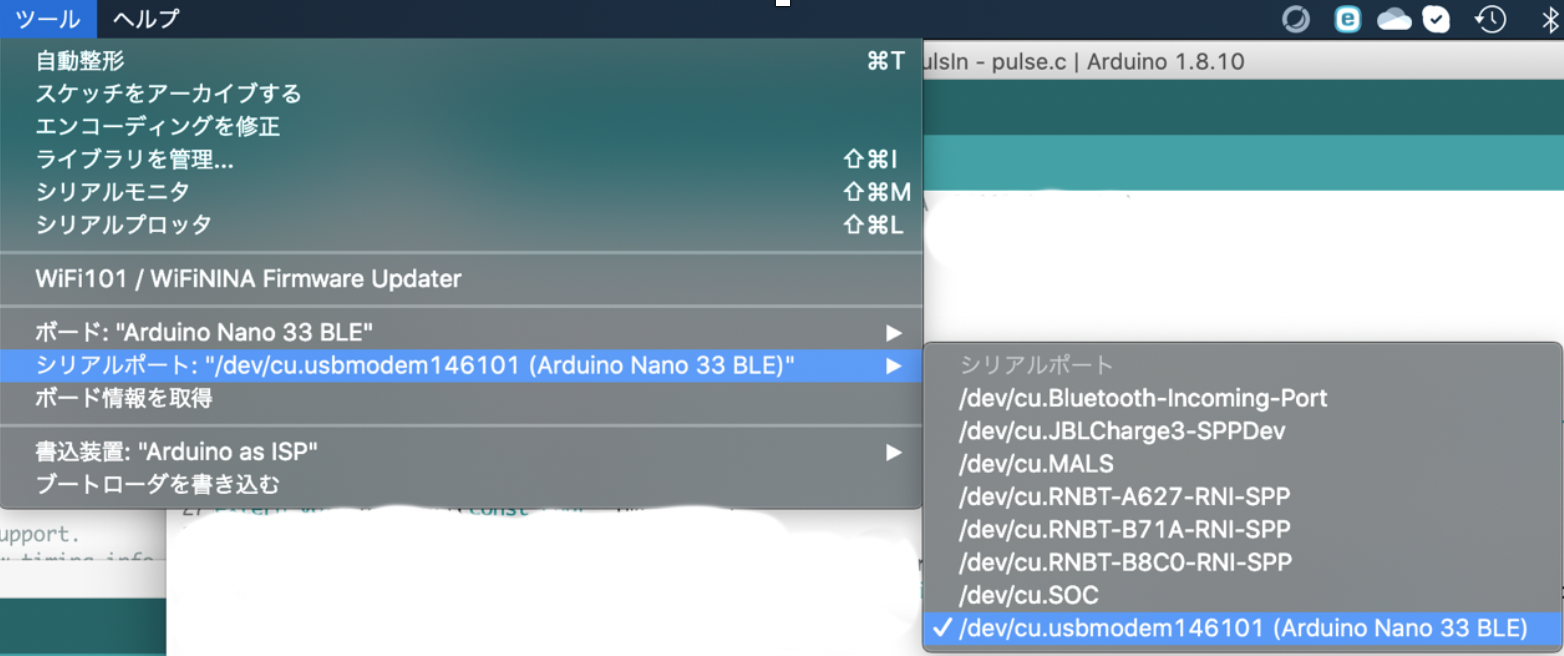 ツール ヘルプ
ulsIn - pulse.c | Arduino 1.8.10
自動整形 ⌘T
スケッチをアーカイブする
エンコーディングを修正
ライブラリを管理... ⇧⌘I
シリアルモニタ ⇧⌘M
シリアルプロッタ ⇧⌘L
WiFi101 / WiFiNINA Firmware Updater
ボード: "Arduino Nano 33 BLE" ▶
シリアルポート: "/dev/cu.usbmodem146101 (Arduino Nano 33 BLE)" ▶
ボード情報を取得
書込装置: "Arduino as ISP" ▶
ブートローダを書き込む
シリアルポート
/dev/cu.Bluetooth-Incoming-Port
/dev/cu.JBLCharge3-SPPDev
/dev/cu.MALS
/dev/cu.RNBT-A627-RNI-SPP
/dev/cu.RNBT-B71A-RNI-SPP
/dev/cu.RNBT-B8C0-RNI-SPP
/dev/cu.SOC
✓ /dev/cu.usbmodem146101 (Arduino Nano 33 BLE)
upport.